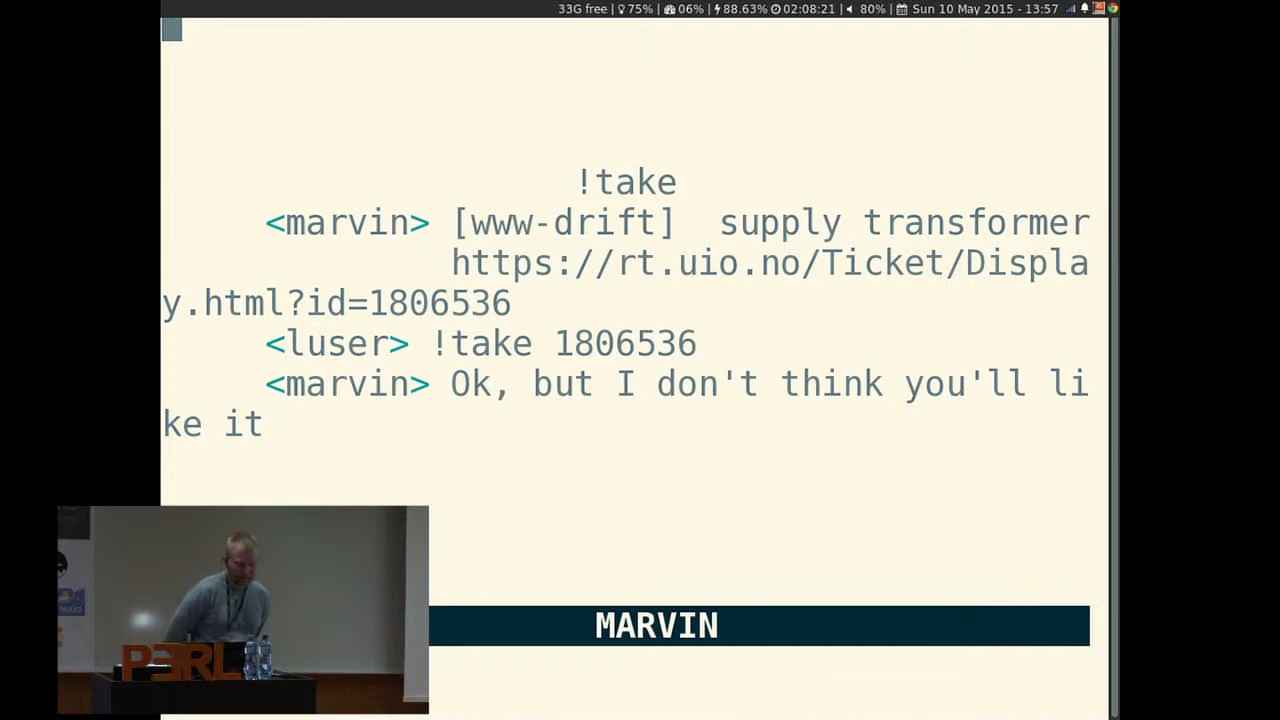 33G free | 75% | 06% | 88.63% 02:08:21 | 80% | Sun 10 May 2015 - 13:57
!take
<marvin> [www-drift]  supply transformer
https://rt.uio.no/Ticket/Displa
y.html?id=1806536
<luser> !take 1806536
<marvin> Ok, but I don't think you'll li
ke it
MARVIN
PERL